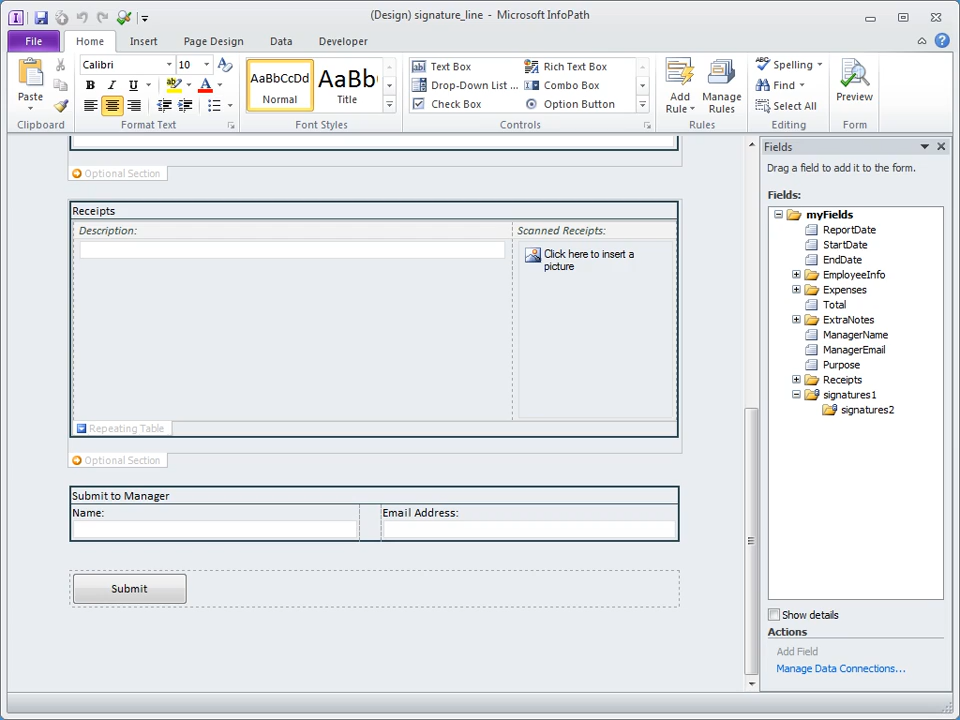 (Design) signature_line - Microsoft InfoPath
File Home Insert Page Design Data Developer
Calibri 10
Paste
B I U
Clipboard
Format Text
AaBbCcDd
Normal
AaBb
Title
Font Styles
Text Box Rich Text Box
Drop-Down List ... Combo Box
Check Box Option Button
Controls
Add Rule
Manage Rules
Rules
Spelling
Find
Select All
Editing
Preview
Form
Optional Section
Receipts
Description: Scanned Receipts:
Click here to insert a
picture
Repeating Table
Optional Section
Submit to Manager
Name: Email Address:
Submit
Fields
Drag a field to add it to the form.
Fields:
myFields
ReportDate
StartDate
EndDate
EmployeeInfo
Expenses
Total
ExtraNotes
ManagerName
ManagerEmail
Purpose
Receipts
signatures1
signatures2
Show details
Actions
Add Field
Manage Data Connections...